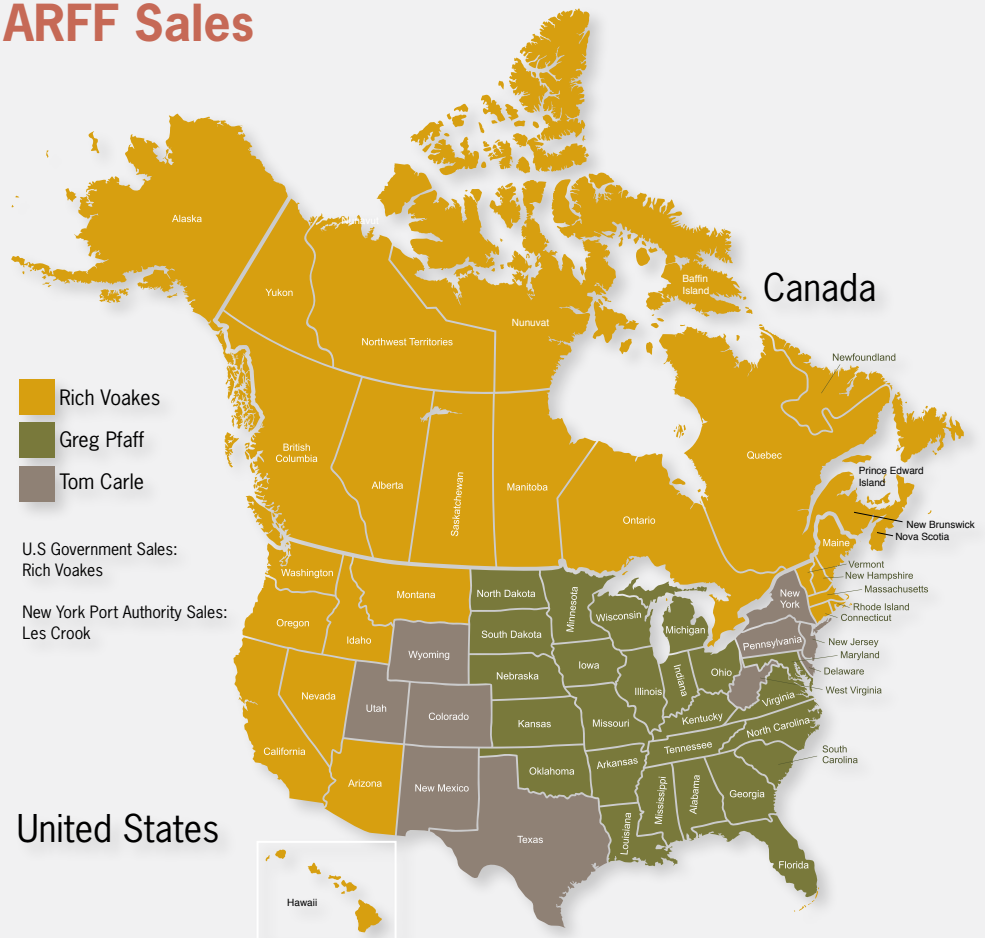 ARFF Sales
Alaska
Yukon
Northwest Territories
Nunuvat
Baffin
Island
Canada
Newfoundland
Rich Voakes
Greg Pfaff
Tom Carle
British
Columbia
Alberta
Saskatchewan
Manitoba
Ontario
Quebec
Prince Edward
Island
New Brunswick
Nova Scotia
U.S Government Sales:
Rich Voakes
New York Port Authority Sales:
Les Crook
Washington
Oregon
Idaho
Montana
Wyoming
Nevada
Utah
Colorado
California
Arizona
New Mexico
North Dakota
South Dakota
Nebraska
Kansas
Oklahoma
Texas
Minnesota
Iowa
Missouri
Arkansas
Louisiana
Wisconsin
Illinois
Michigan
Indiana
Ohio
Kentucky
Tennessee
Mississippi
Alabama
Georgia
Florida
Maine
Vermont
New Hampshire
Massachusetts
Rhode Island
Connecticut
New
York
Pennsylvania
New Jersey
Maryland
Delaware
West Virginia
Virginia
North Carolina
South
Carolina
United States
Hawaii